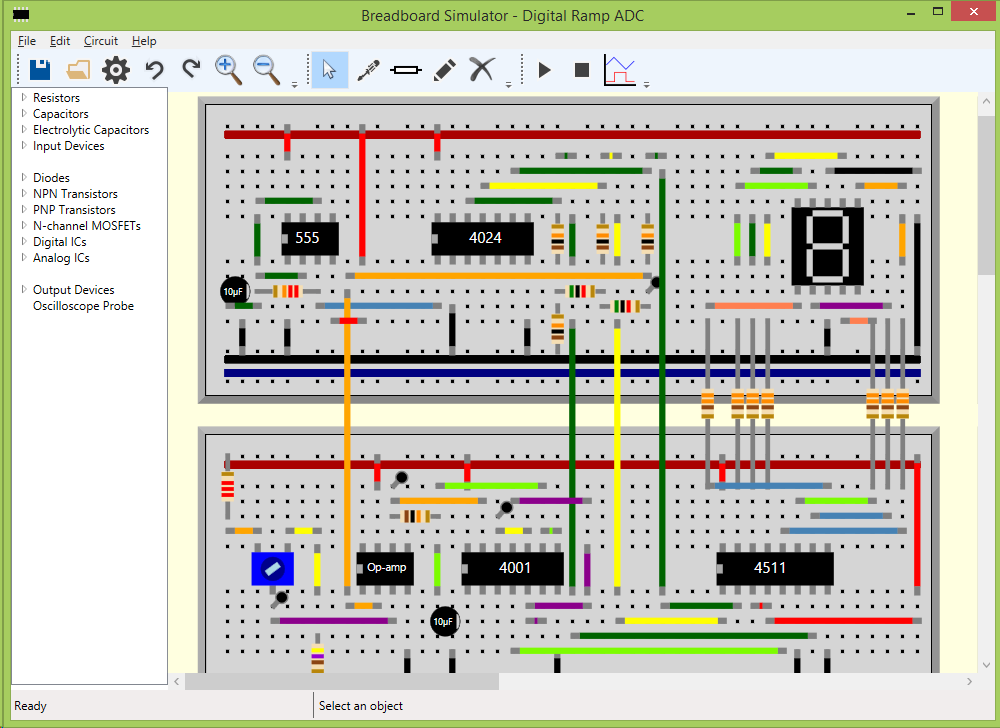 Breadboard Simulator - Digital Ramp ADC
File Edit Circuit Help
Resistors
Capacitors
Electrolytic Capacitors
Input Devices
Diodes
NPN Transistors
PNP Transistors
N-channel MOSFETs
Digital ICs
Analog ICs
Output Devices
Oscilloscope Probe
555
4024
10µF
Op-amp
4001
4511
10µF
Ready
Select an object